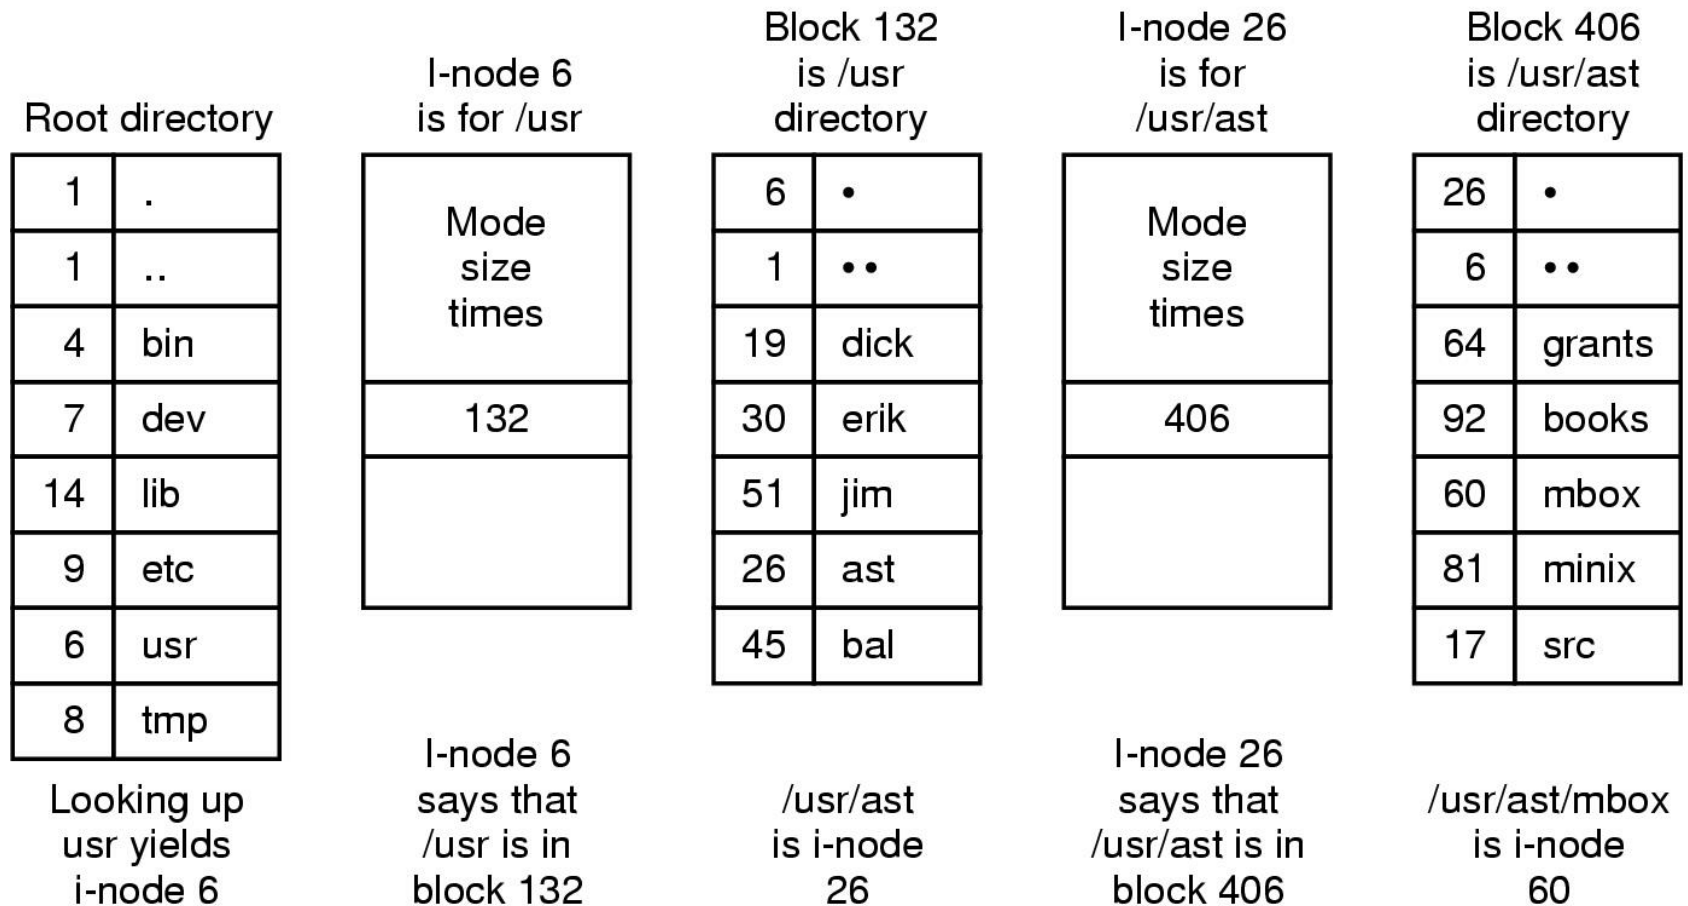 Root directory
1 .
1 ..
4 bin
7 dev
14 lib
9 etc
6 usr
8 tmp
Looking up
usr yields
i-node 6
I-node 6
is for /usr
Mode
size
times
132
I-node 6
says that
/usr is in
block 132
Block 132
is /usr
directory
6 •
1 ••
19 dick
30 erik
51 jim
26 ast
45 bal
/usr/ast
is i-node
26
I-node 26
is for
/usr/ast
Mode
size
times
406
I-node 26
says that
/usr/ast is in
block 406
Block 406
is /usr/ast
directory
26 •
6 ••
64 grants
92 books
60 mbox
81 minix
17 src
/usr/ast/mbox
is i-node
60